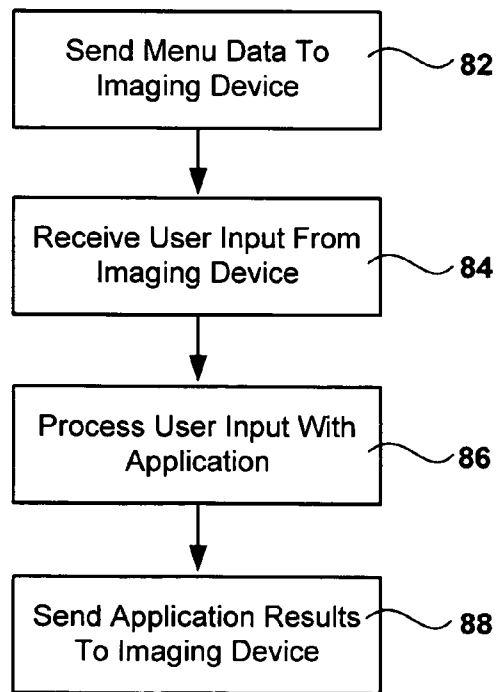 Send Menu Data To
Imaging Device
82
Receive User Input From
Imaging Device
84
Process User Input With
Application
86
Send Application Results
To Imaging Device
88